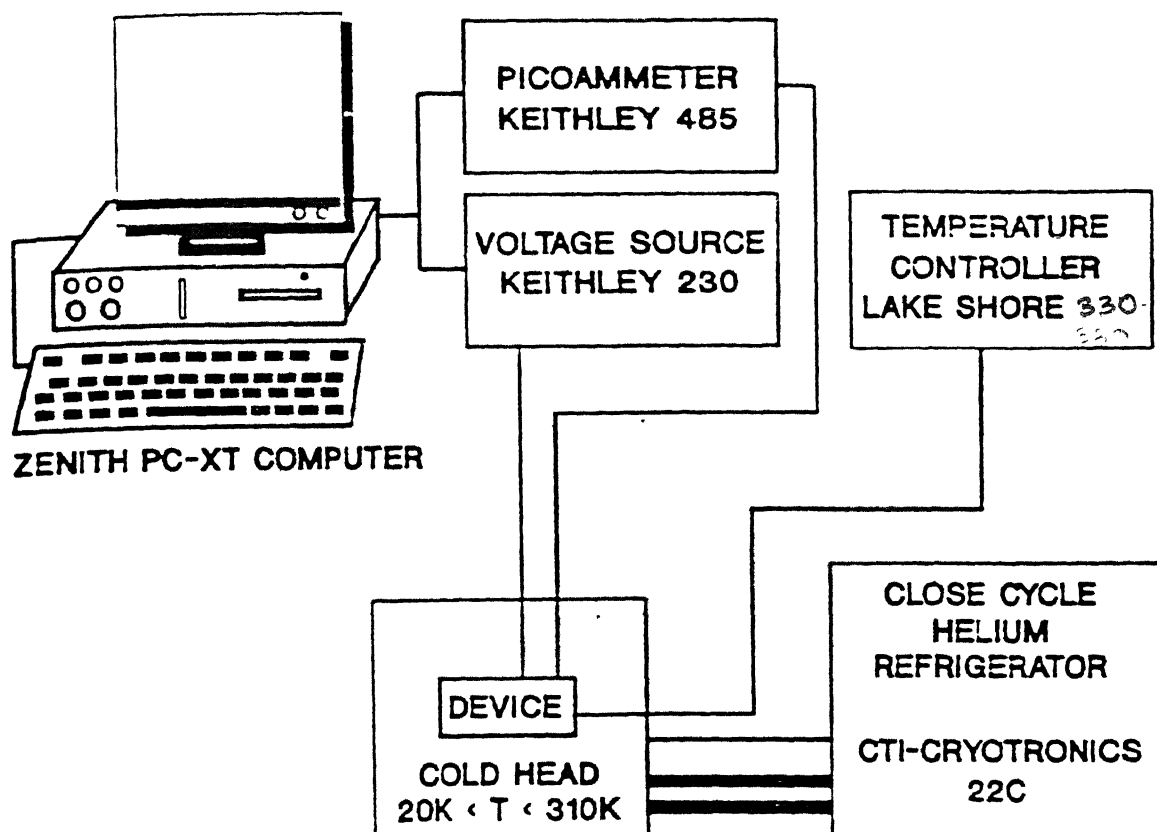 PICOAMMETER
KEITHLEY 485
VOLTAGE SOURCE
KEITHLEY 230
TEMPERATURE
CONTROLLER
LAKE SHORE 330
ZENITH PC-XT COMPUTER
DEVICE
COLD HEAD
20K < T < 310K
CLOSE CYCLE
HELIUM
REFRIGERATOR
CTI-CRYOTRONICS
22C